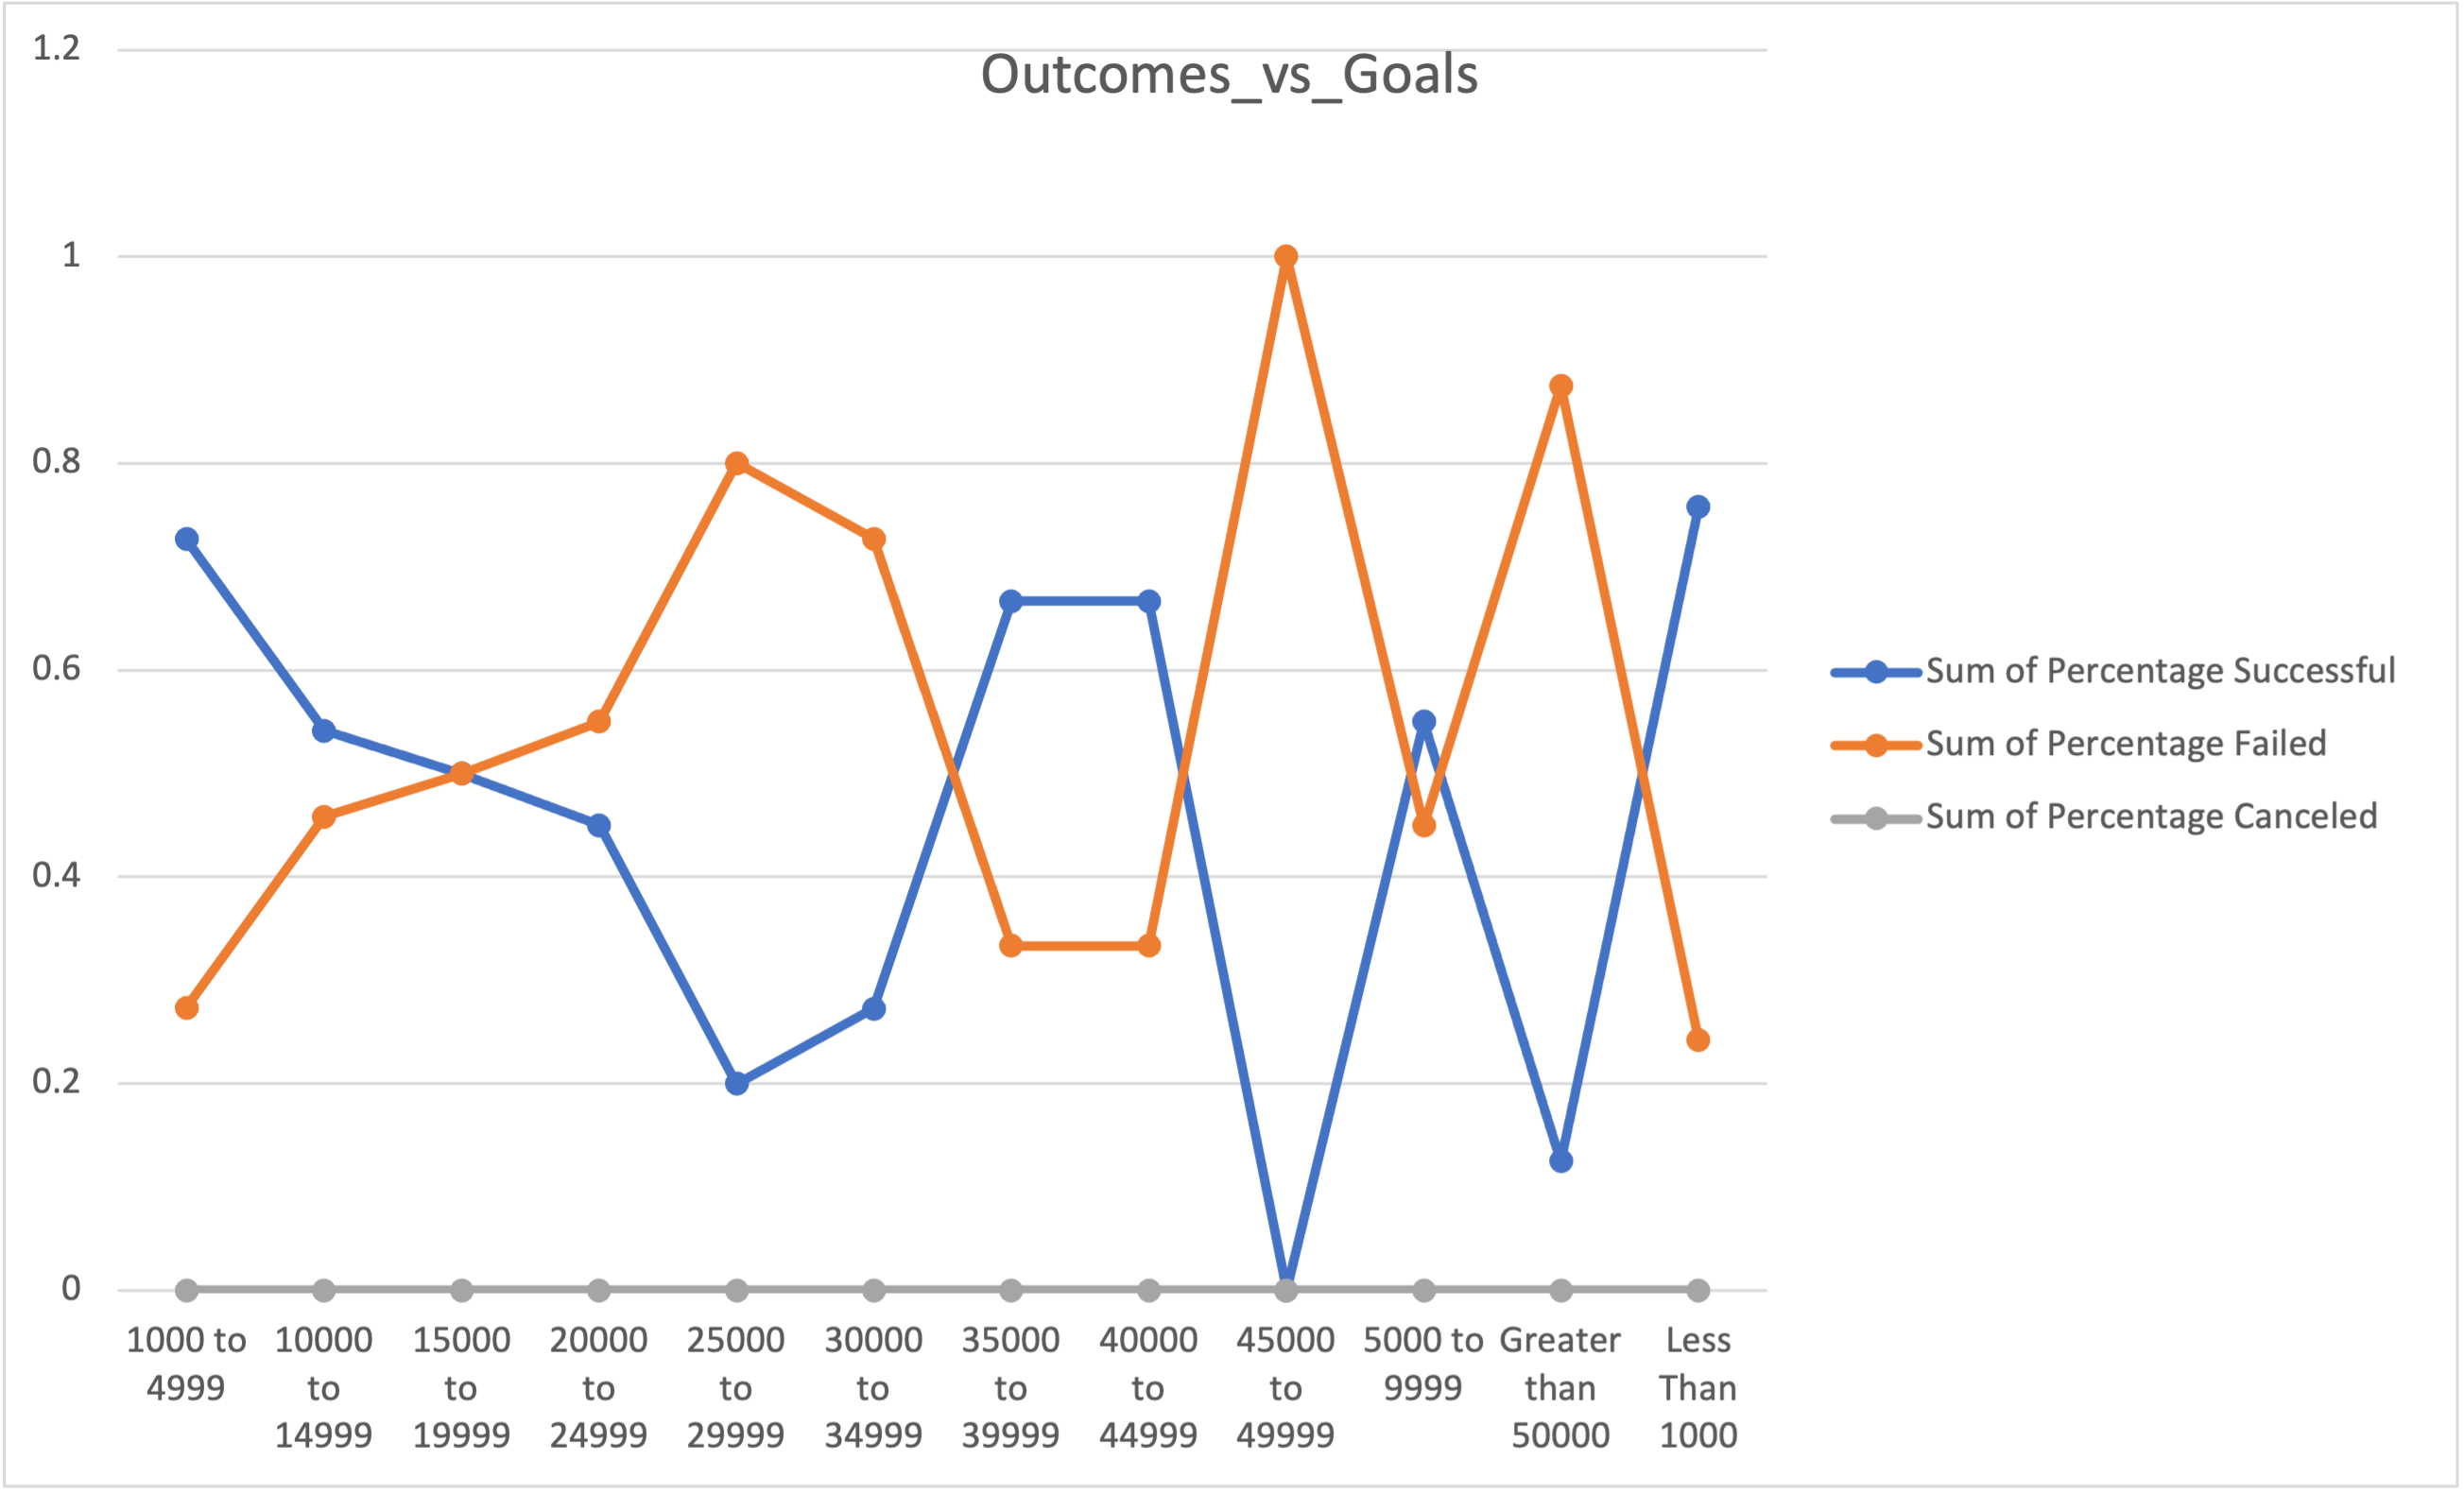 Outcomes_vs_Goals
1.2
1
0.8
0.6
0.4
0.2
0
1000 to
4999
10000
to
14999
15000
to
19999
20000
to
24999
25000
to
29999
30000
to
34999
35000
to
39999
40000
to
44999
45000
to
49999
5000 to
9999
Greater
than
50000
Less
Than
1000
Sum of Percentage Successful
Sum of Percentage Failed
Sum of Percentage Canceled